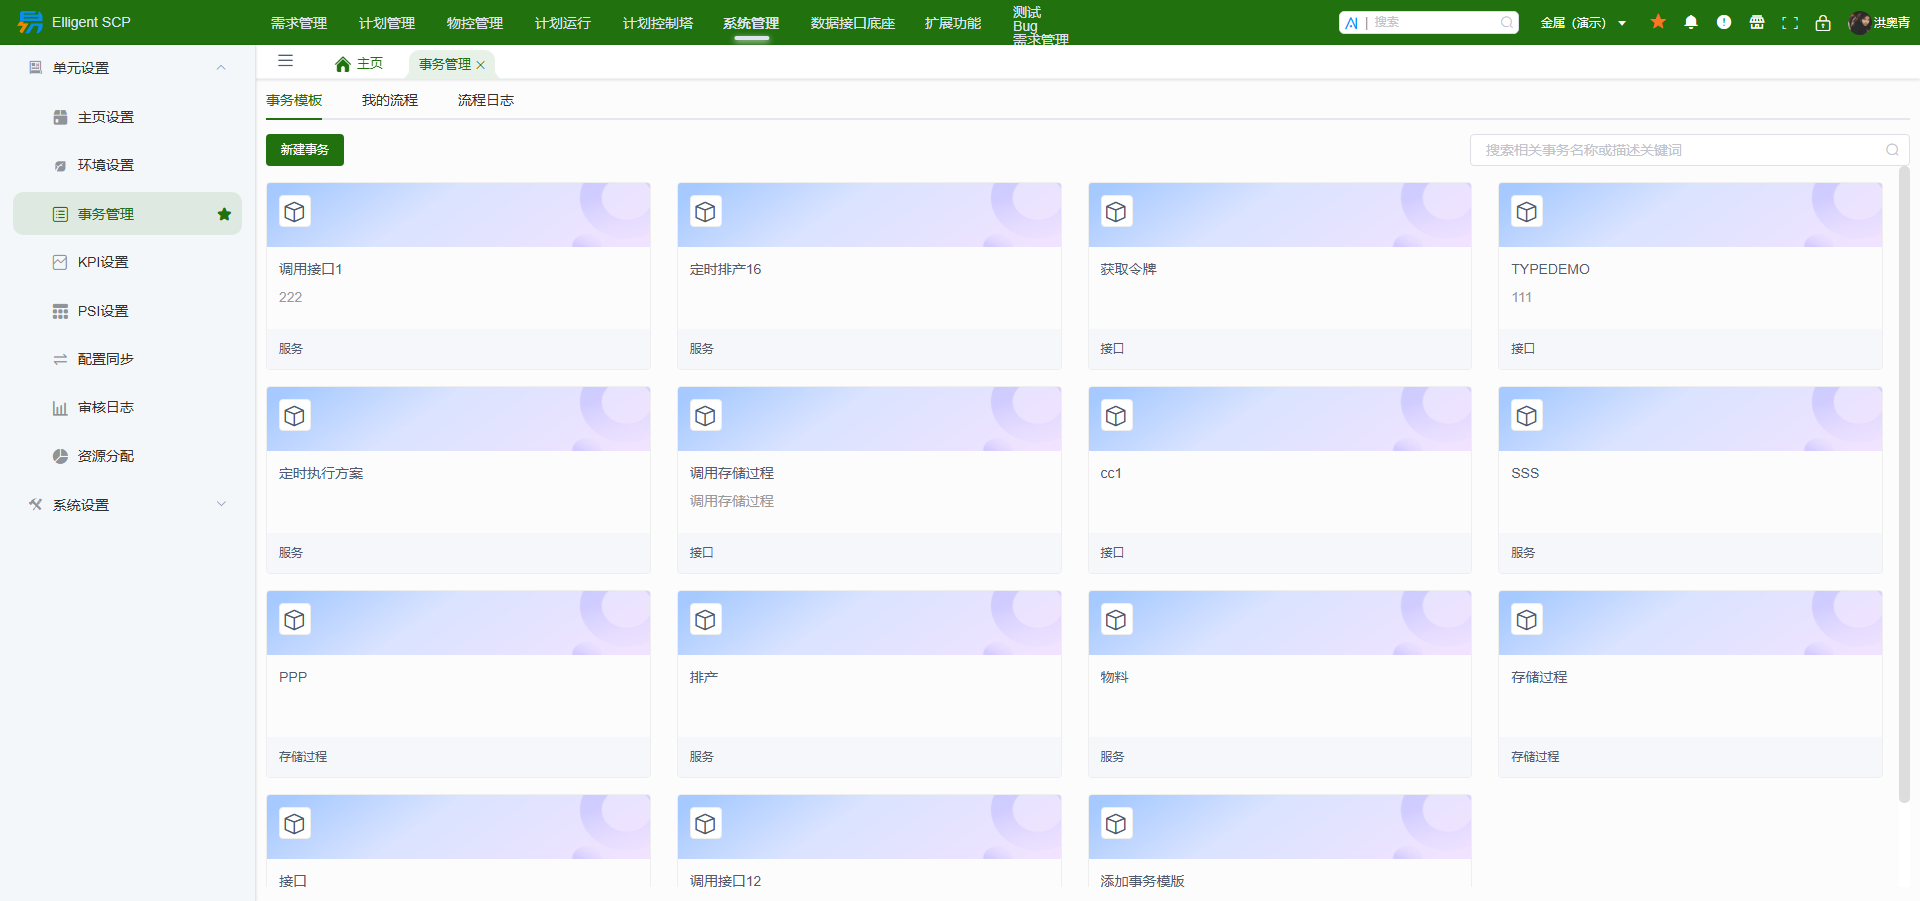 Elligent SCP
需求管理
计划管理
物控管理
计划运行
计划控制塔
系统管理
数据接口底座
扩展功能
测试
Bug
需求管理
AI | 搜索
金属（演示）
洪奥青
单元设置
主页设置
环境设置
事务管理
KPI设置
PSI设置
配置同步
审核日志
资源分配
系统设置
主页
事务管理
事务模板
我的流程
流程日志
新建事务
搜索相关事务名称或描述关键词
调用接口1
222
服务
定时排产16
服务
获取令牌
接口
TYPEDEMO
111
接口
定时执行方案
服务
调用存储过程
调用存储过程
接口
cc1
接口
SSS
服务
PPP
存储过程
排产
服务
物料
服务
存储过程
存储过程
接口
调用接口12
添加事务模版